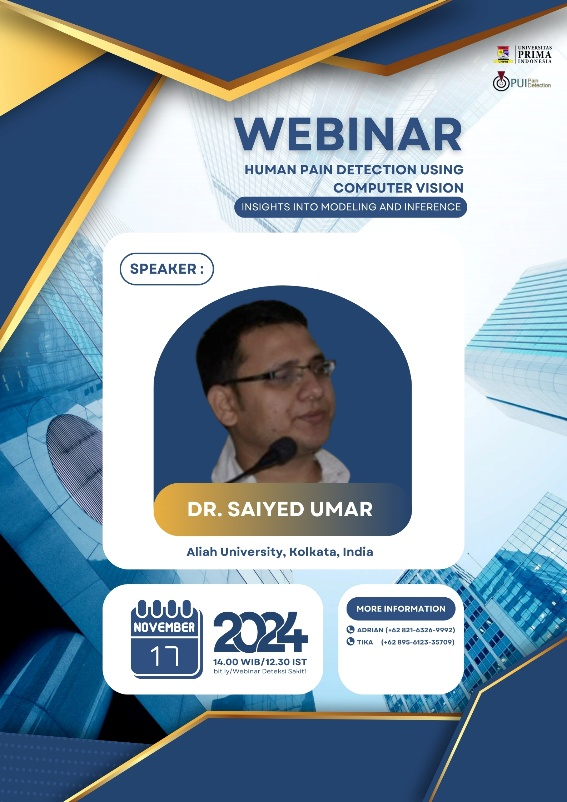 UNIVERSITAS
PRIMA
INDONESIA
PUI Pain
Detection
WEBINAR
HUMAN PAIN DETECTION USING
COMPUTER VISION
INSIGHTS INTO MODELING AND INFERENCE
SPEAKER :
DR. SAIYED UMAR
Aliah University, Kolkata, India
NOVEMBER
17
2024
14.00 WIB/12.30 IST
bit.ly/Webinar Deteksi Sakit1
MORE INFORMATION
ADRIAN (+62 821-6326-9992)
TIKA (+62 895-6123-35709)